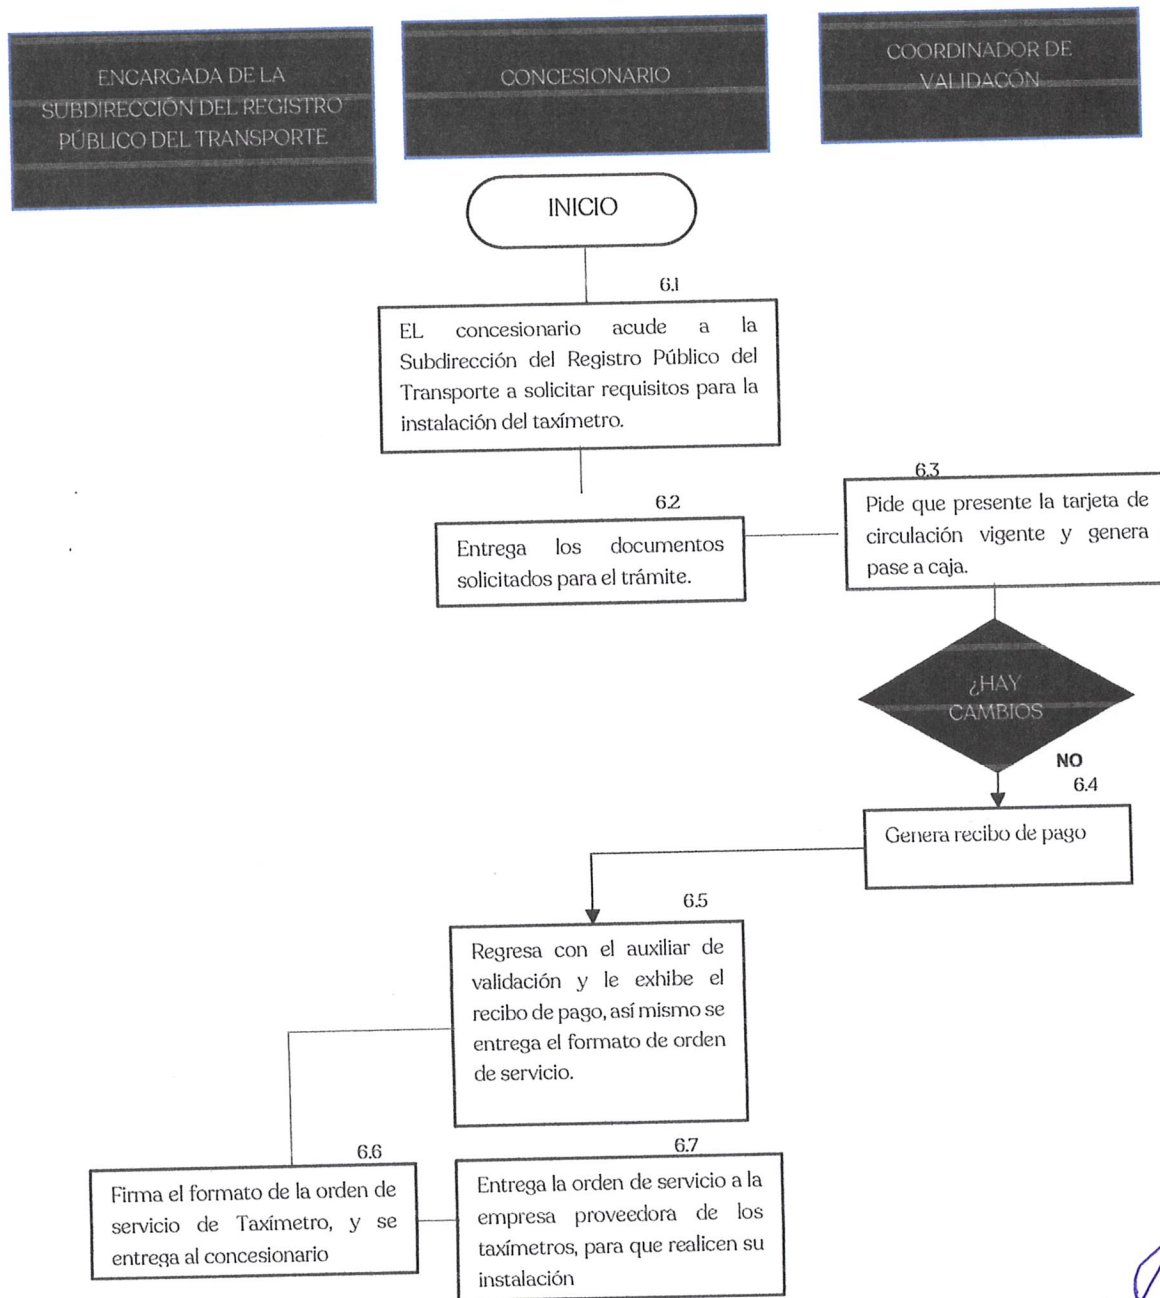 ENCARGADA DE LA
SUBDIRECCIÓN DEL REGISTRO
PÚBLICO DEL TRANSPORTE
CONCESIONARIO
COORDINADOR DE
VALIDACÓN
INICIO
6.1
EL concesionario acude a la
Subdirección del Registro Público del
Transporte a solicitar requisitos para la
instalación del taxímetro.
6.2
Entrega los documentos
solicitados para el trámite.
6.3
Pide que presente la tarjeta de
circulación vigente y genera
pase a caja.
¿HAY
CAMBIOS
NO
6.4
Genera recibo de pago
6.5
Regresa con el auxiliar de
validación y le exhibe el
recibo de pago, así mismo se
entrega el formato de orden
de servicio.
6.6
Firma el formato de la orden de
servicio de Taxímetro, y se
entrega al concesionario
6.7
Entrega la orden de servicio a la
empresa proveedora de los
taxímetros, para que realicen su
instalación